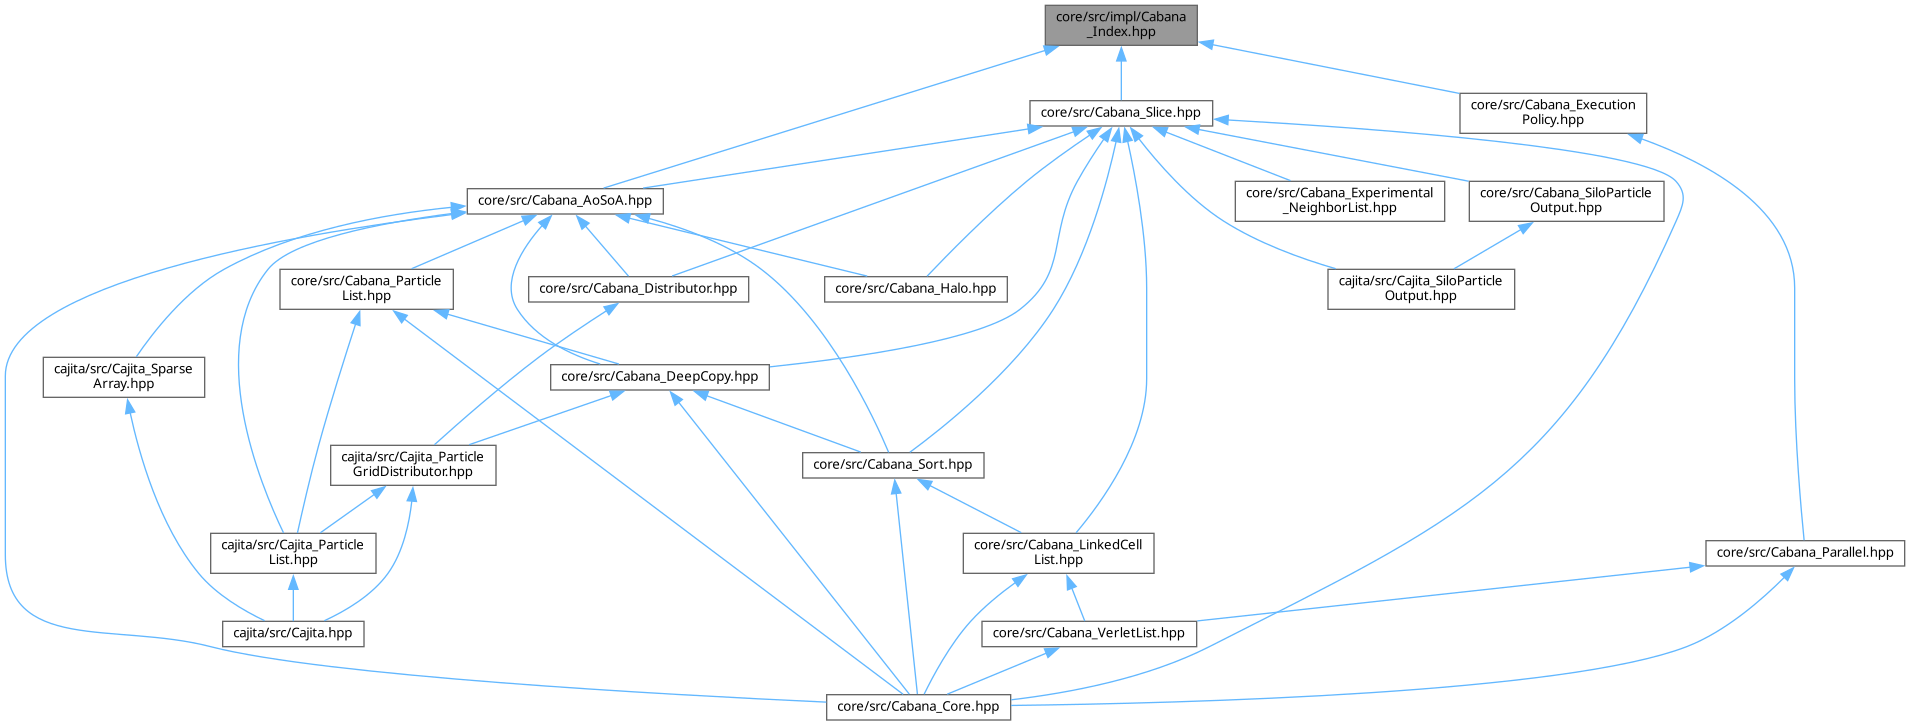 core/src/impl/Cabana
_Index.hpp
core/src/Cabana_Slice.hpp
core/src/Cabana_Execution
Policy.hpp
core/src/Cabana_AoSoA.hpp
core/src/Cabana_Experimental
_NeighborList.hpp
core/src/Cabana_SiloParticle
Output.hpp
core/src/Cabana_Particle
List.hpp
core/src/Cabana_Distributor.hpp
core/src/Cabana_Halo.hpp
cajita/src/Cajita_SiloParticle
Output.hpp
cajita/src/Cajita_Sparse
Array.hpp
core/src/Cabana_DeepCopy.hpp
cajita/src/Cajita_Particle
GridDistributor.hpp
core/src/Cabana_Sort.hpp
cajita/src/Cajita_Particle
List.hpp
core/src/Cabana_LinkedCell
List.hpp
core/src/Cabana_Parallel.hpp
cajita/src/Cajita.hpp
core/src/Cabana_VerletList.hpp
core/src/Cabana_Core.hpp